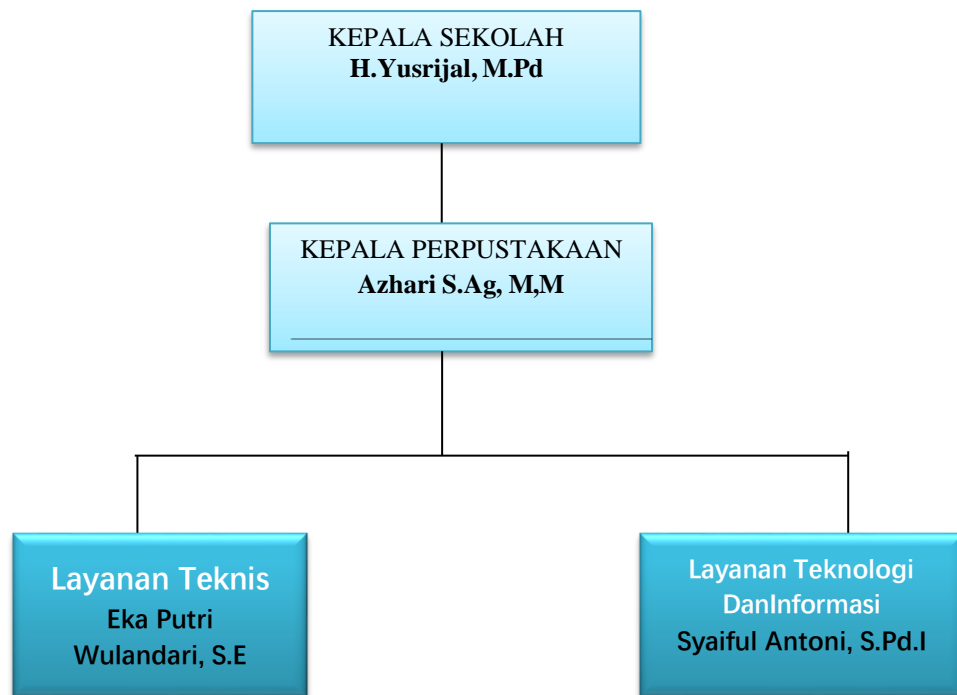 KEPALA SEKOLAH
H.Yusrijal, M.Pd
KEPALA PERPUSTAKAAN
Azhari S.Ag, M,M
Layanan Teknis
Eka Putri
Wulandari, S.E
Layanan Teknologi
DanInformasi
Syaiful Antoni, S.Pd.I